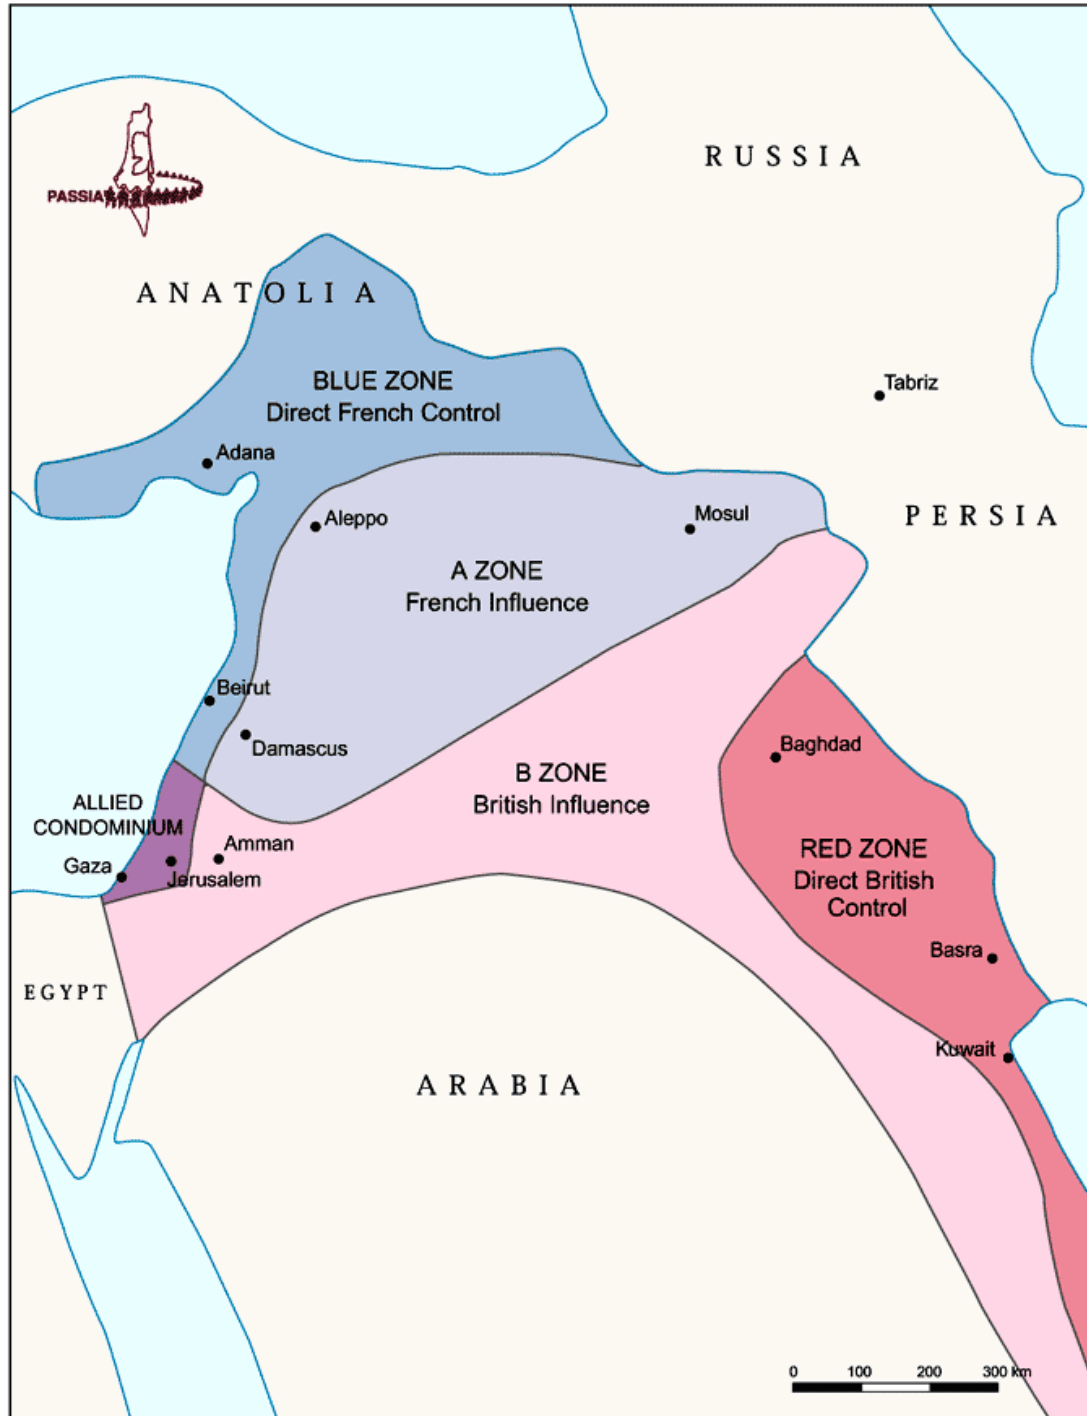 RUSSIA
PASSIA
ANATOLIA
BLUE ZONE
Direct French Control
Tabriz
Adana
Aleppo
Mosul
PERSIA
A ZONE
French Influence
Beirut
Damascus
Baghdad
B ZONE
British Influence
ALLIED
CONDOMINIUM
Amman
Gaza
Jerusalem
RED ZONE
Direct British
Control
Basra
EGYPT
Kuwait
ARABIA
0 100 200 300 km